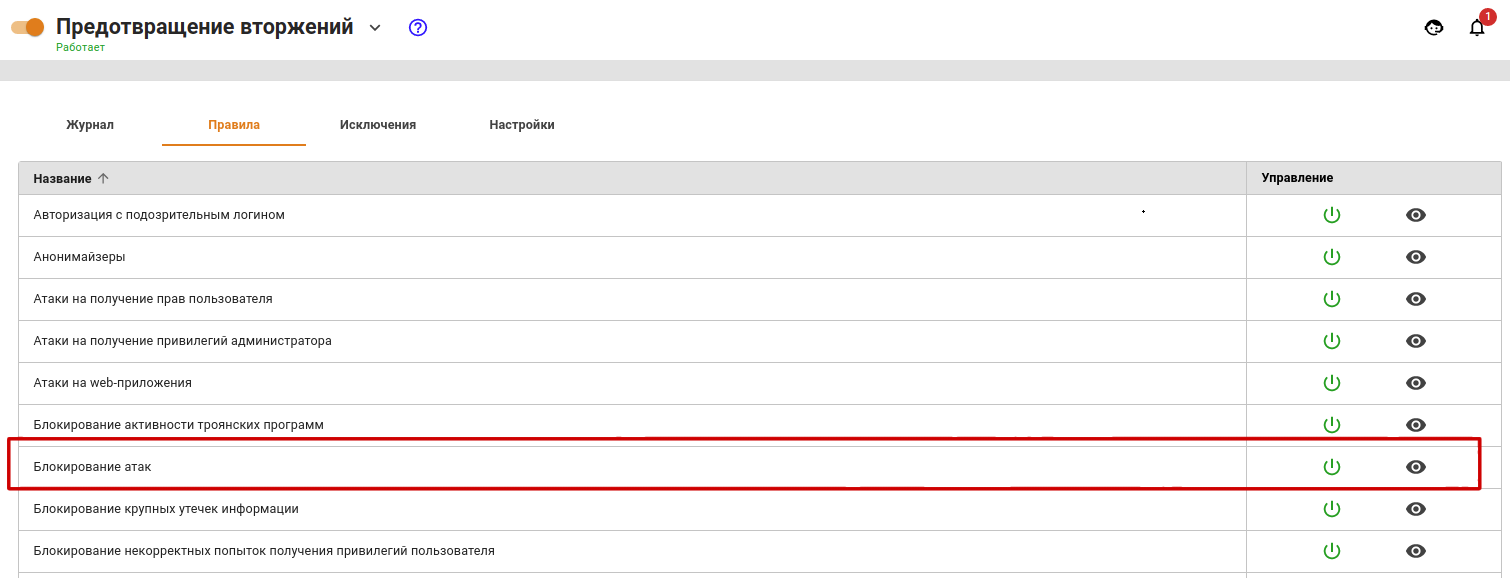 Предотвращение вторжений
1
Работает
Журнал Правила Исключения Настройки
Название Управление
Авторизация с подозрительным логином
Анонимайзеры
Атаки на получение прав пользователя
Атаки на получение привилегий администратора
Атаки на web-приложения
Блокирование активности троянских программ
Блокирование атак
Блокирование крупных утечек информации
Блокирование некорректных попыток получения привилегий пользователя